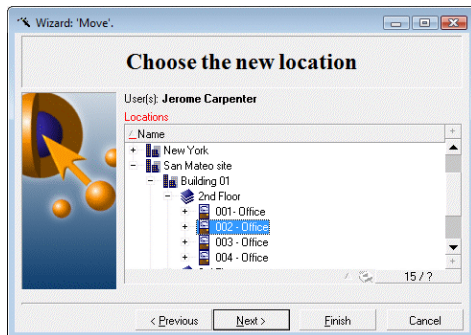 Wizard: 'Move'.
Choose the new location
User(s): Jerome Carpenter
Locations
Name
New York
San Mateo site
Building 01
2nd Floor
001- Office
002 - Office
003 - Office
004 - Office
15 / ?
< Previous Next > Finish Cancel